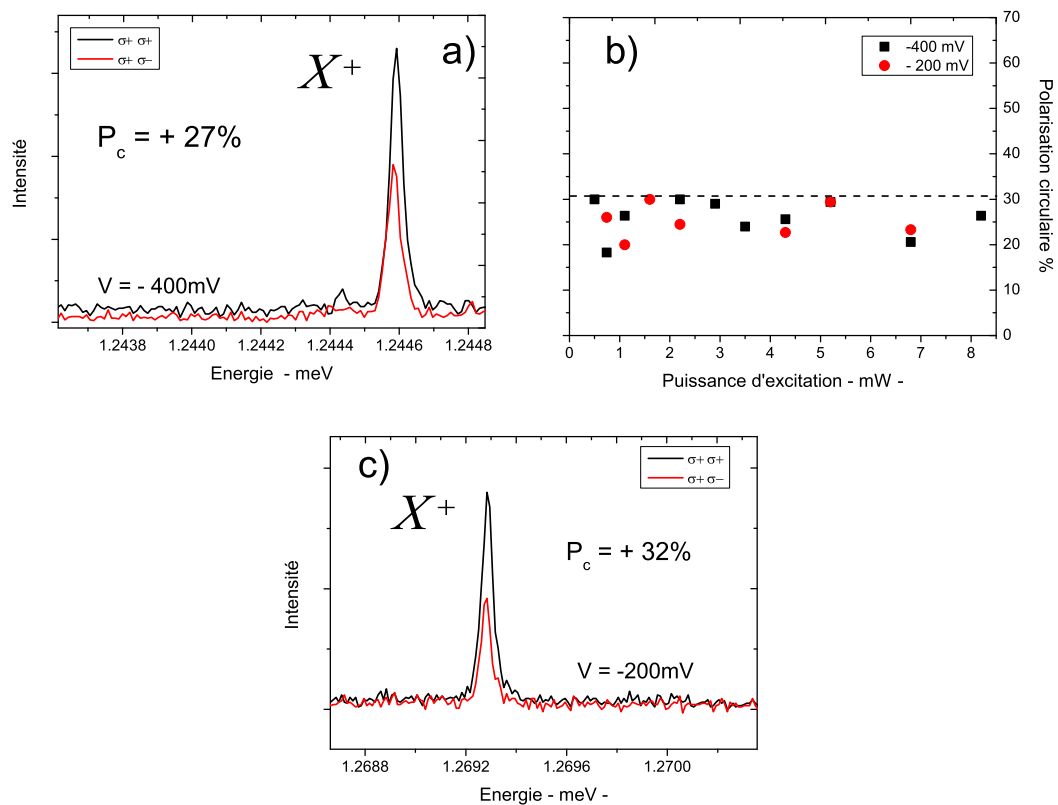 a)
σ+ σ+
σ+ σ−
X+
Pc = + 27%
V = - 400mV
Intensité
1.2438 1.2440 1.2442 1.2444 1.2446 1.2448
Energie - meV
b)
-400 mV
- 200 mV
70
60
50
40
30
20
10
0
Polarisation circulaire %
0 1 2 3 4 5 6 7 8
Puissance d'excitation - mW -
c)
σ+ σ+
σ+ σ−
X+
Pc = + 32%
V = -200mV
Intensité
1.2688 1.2692 1.2696 1.2700
Energie - meV -